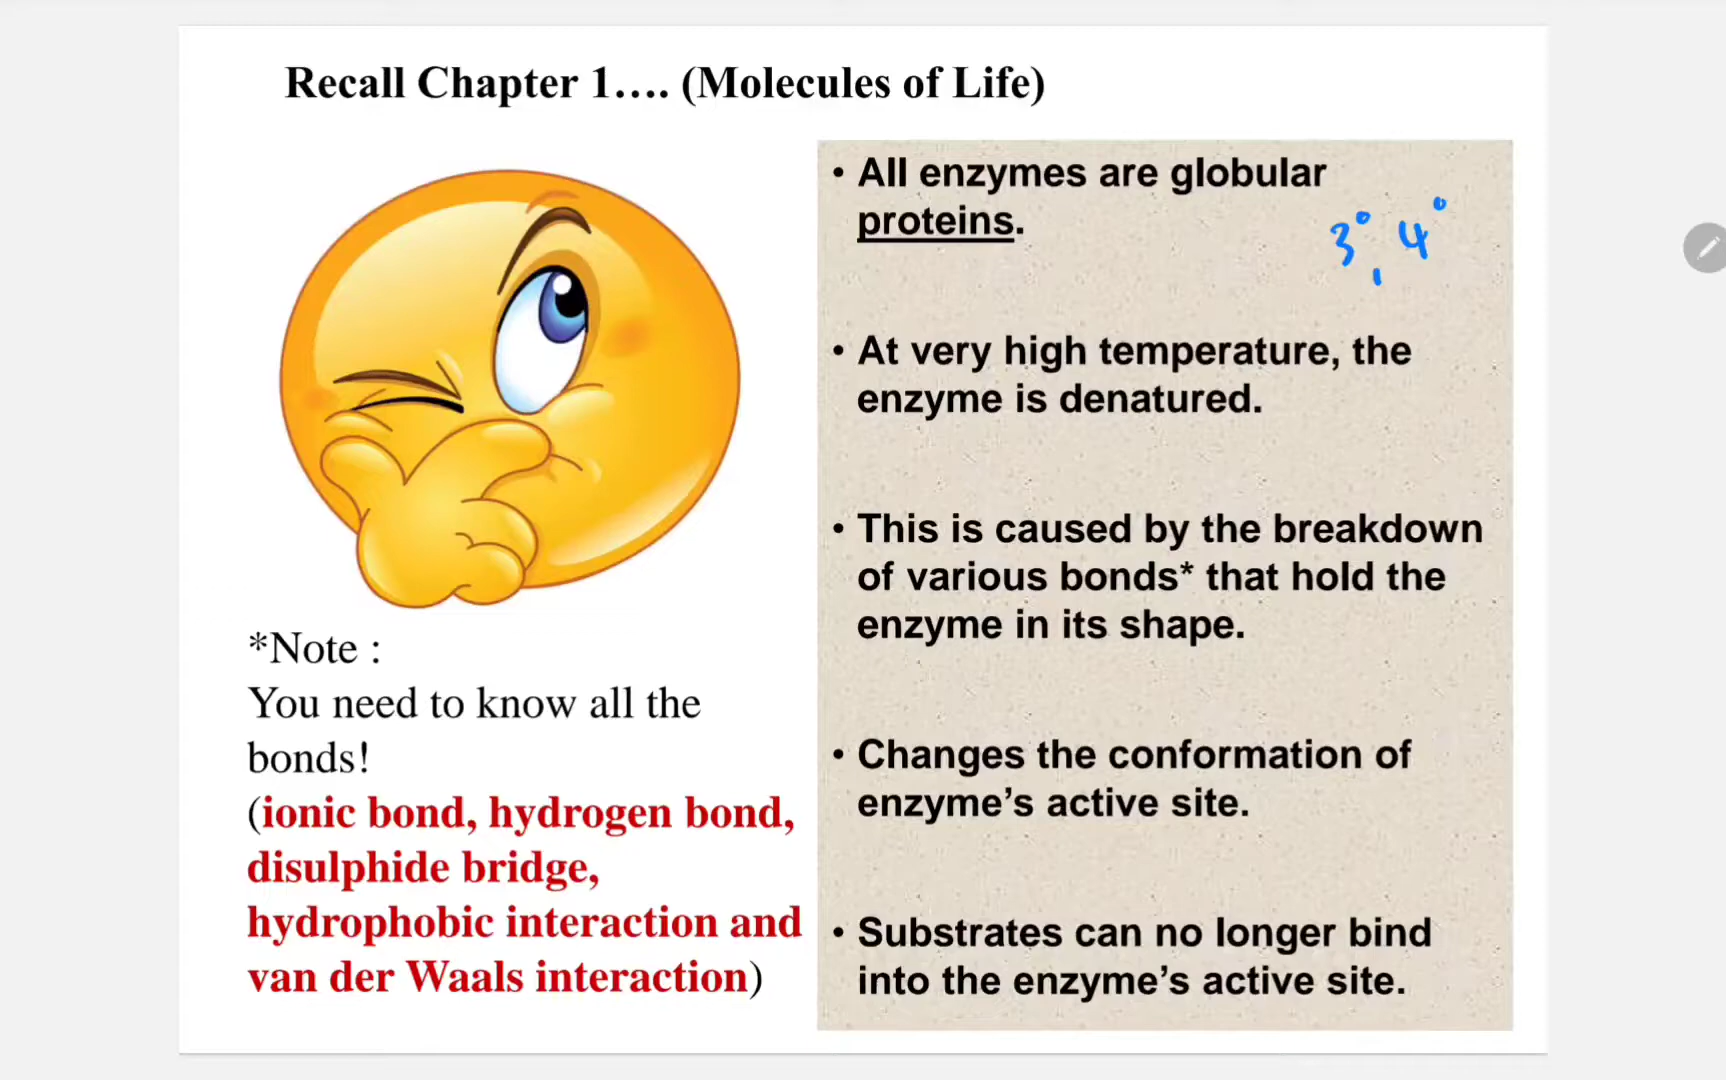 Recall Chapter 1.... (Molecules of Life)
• All enzymes are globular
proteins.
3°, 4°
• At very high temperature, the
enzyme is denatured.
• This is caused by the breakdown
of various bonds* that hold the
enzyme in its shape.
• Changes the conformation of
enzyme’s active site.
• Substrates can no longer bind
into the enzyme’s active site.
*Note :
You need to know all the
bonds!
(ionic bond, hydrogen bond,
disulphide bridge,
hydrophobic interaction and
van der Waals interaction)